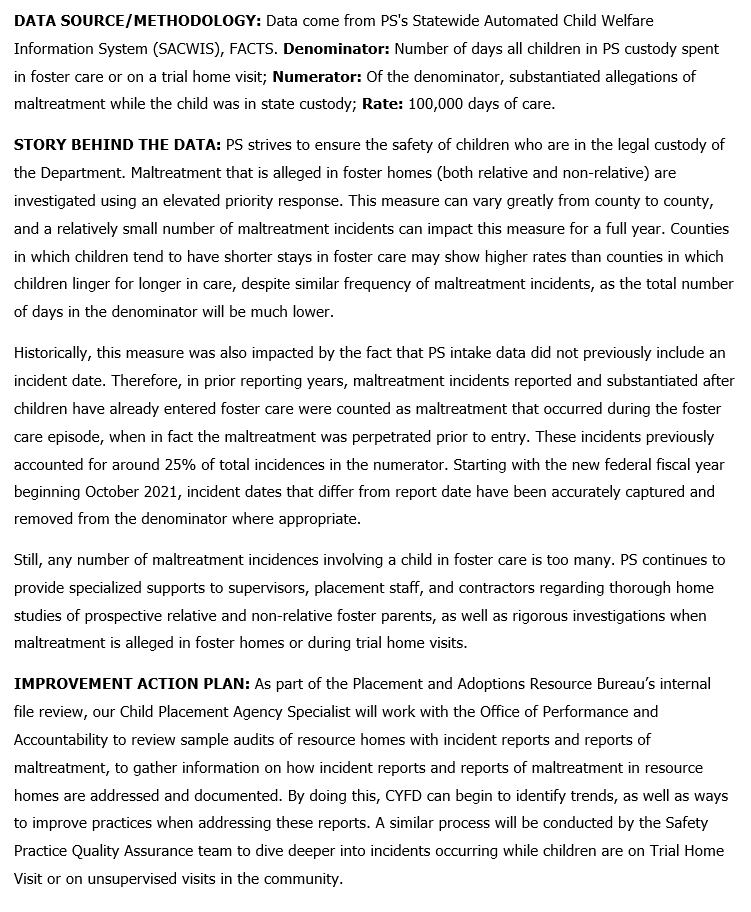 DATA SOURCE/METHODOLOGY: Data come from PS's Statewide Automated Child Welfare
Information System (SACWIS), FACTS. Denominator: Number of days all children in PS custody spent
in foster care or on a trial home visit; Numerator: Of the denominator, substantiated allegations of
maltreatment while the child was in state custody; Rate: 100,000 days of care.
STORY BEHIND THE DATA: PS strives to ensure the safety of children who are in the legal custody of
the Department. Maltreatment that is alleged in foster homes (both relative and non-relative) are
investigated using an elevated priority response. This measure can vary greatly from county to county,
and a relatively small number of maltreatment incidents can impact this measure for a full year. Counties
in which children tend to have shorter stays in foster care may show higher rates than counties in which
children linger for longer in care, despite similar frequency of maltreatment incidents, as the total number
of days in the denominator will be much lower.
Historically, this measure was also impacted by the fact that PS intake data did not previously include an
incident date. Therefore, in prior reporting years, maltreatment incidents reported and substantiated after
children have already entered foster care were counted as maltreatment that occurred during the foster
care episode, when in fact the maltreatment was perpetrated prior to entry. These incidents previously
accounted for around 25% of total incidences in the numerator. Starting with the new federal fiscal year
beginning October 2021, incident dates that differ from report date have been accurately captured and
removed from the denominator where appropriate.
Still, any number of maltreatment incidences involving a child in foster care is too many. PS continues to
provide specialized supports to supervisors, placement staff, and contractors regarding thorough home
studies of prospective relative and non-relative foster parents, as well as rigorous investigations when
maltreatment is alleged in foster homes or during trial home visits.
IMPROVEMENT ACTION PLAN: As part of the Placement and Adoptions Resource Bureau’s internal
file review, our Child Placement Agency Specialist will work with the Office of Performance and
Accountability to review sample audits of resource homes with incident reports and reports of
maltreatment, to gather information on how incident reports and reports of maltreatment in resource
homes are addressed and documented. By doing this, CYFD can begin to identify trends, as well as ways
to improve practices when addressing these reports. A similar process will be conducted by the Safety
Practice Quality Assurance team to dive deeper into incidents occurring while children are on Trial Home
Visit or on unsupervised visits in the community.